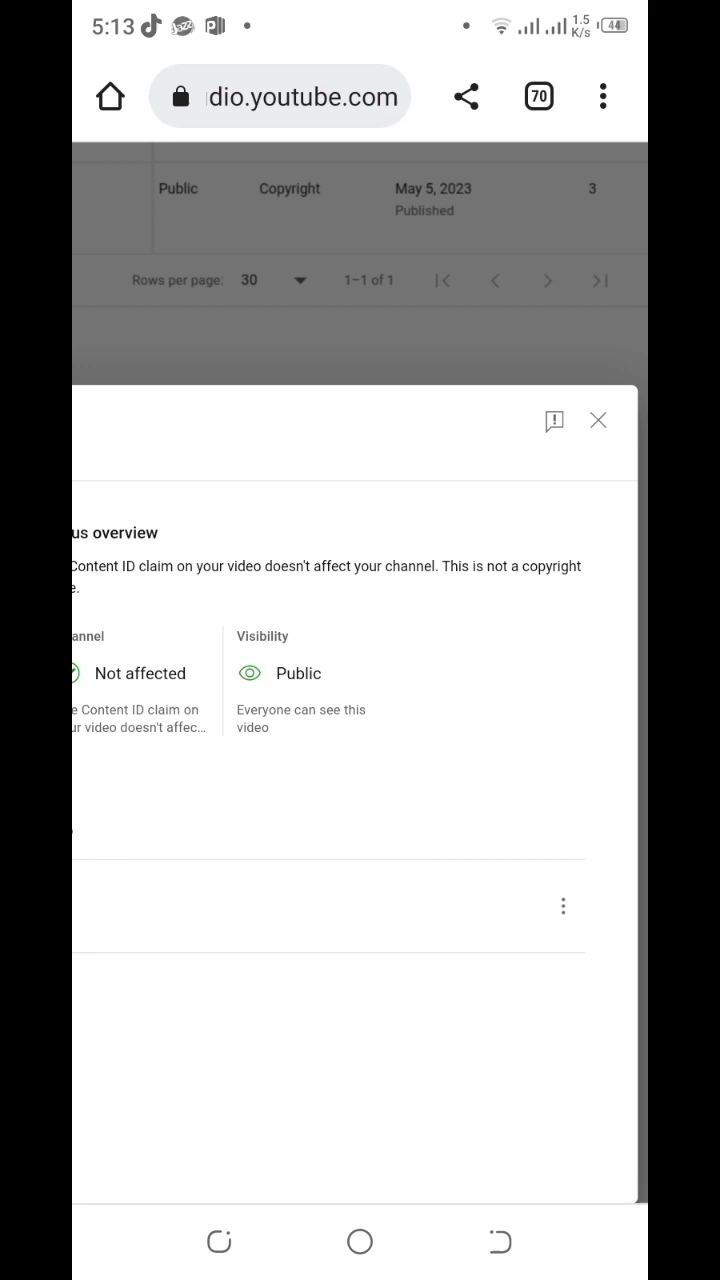 5:13 Jazz 1.5 K/s 44
dio.youtube.com 70
Public Copyright May 5, 2023 3
Published
Rows per page: 30 1–1 of 1
us overview
Content ID claim on your video doesn't affect your channel. This is not a copyright
e.
annel Visibility
Not affected Public
e Content ID claim on Everyone can see this
ur video doesn't affec... video